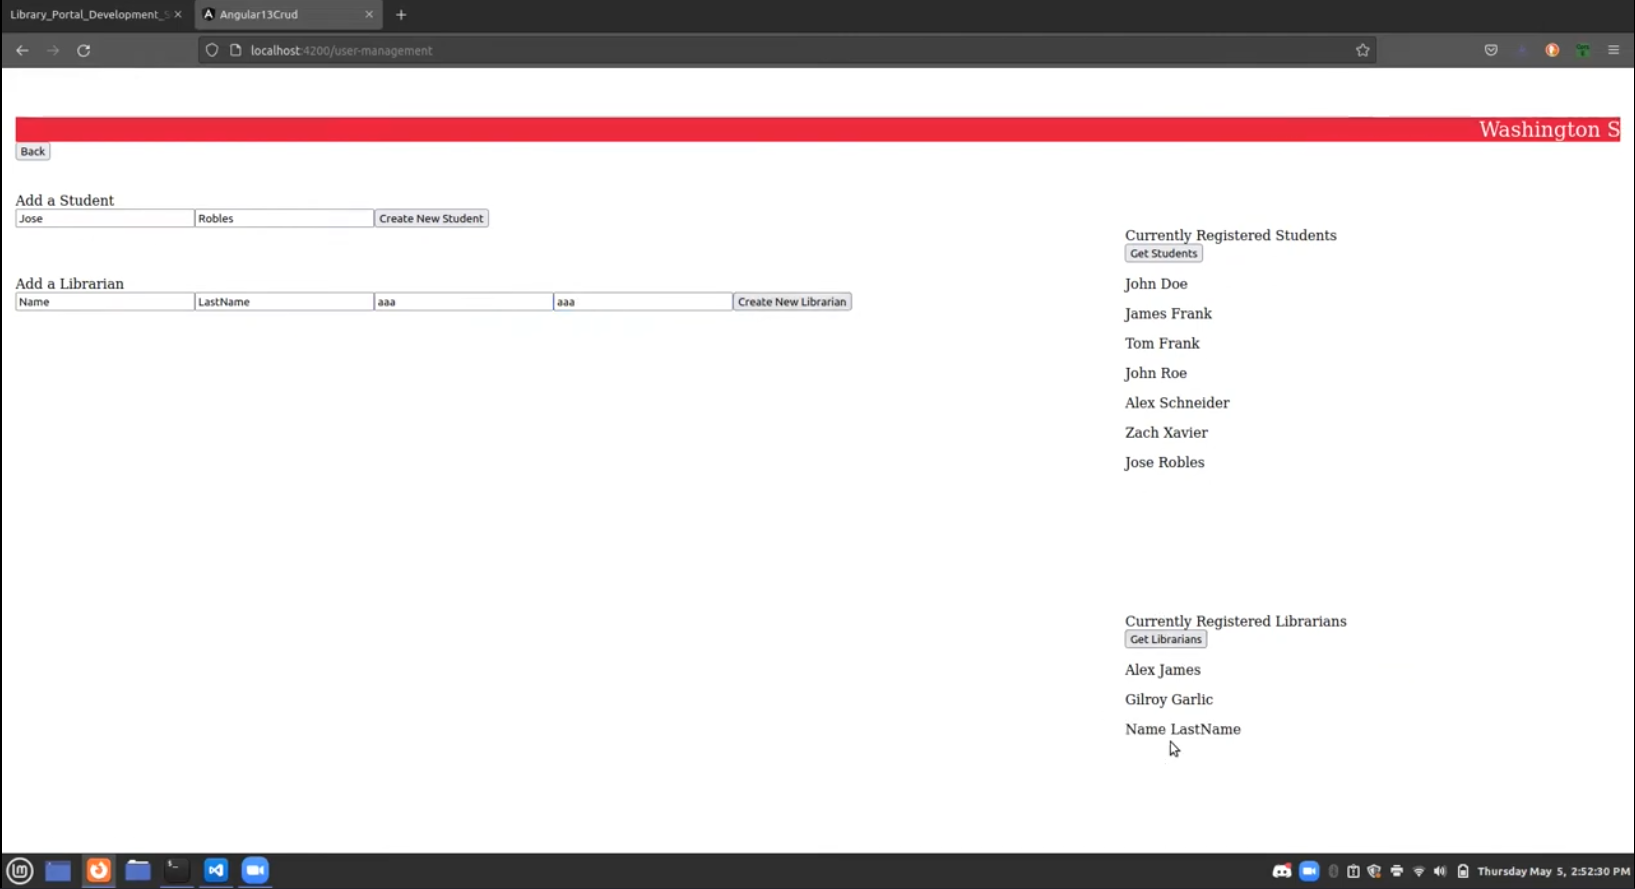 Library_Portal_Development_S
Angular13Crud
localhost:4200/user-management
Washington S
Back
Add a Student
Jose Robles Create New Student
Add a Librarian
Name LastName aaa aaa Create New Librarian
Currently Registered Students
Get Students
John Doe
James Frank
Tom Frank
John Roe
Alex Schneider
Zach Xavier
Jose Robles
Currently Registered Librarians
Get Librarians
Alex James
Gilroy Garlic
Name LastName
Thursday May 5, 2:52:30 PM